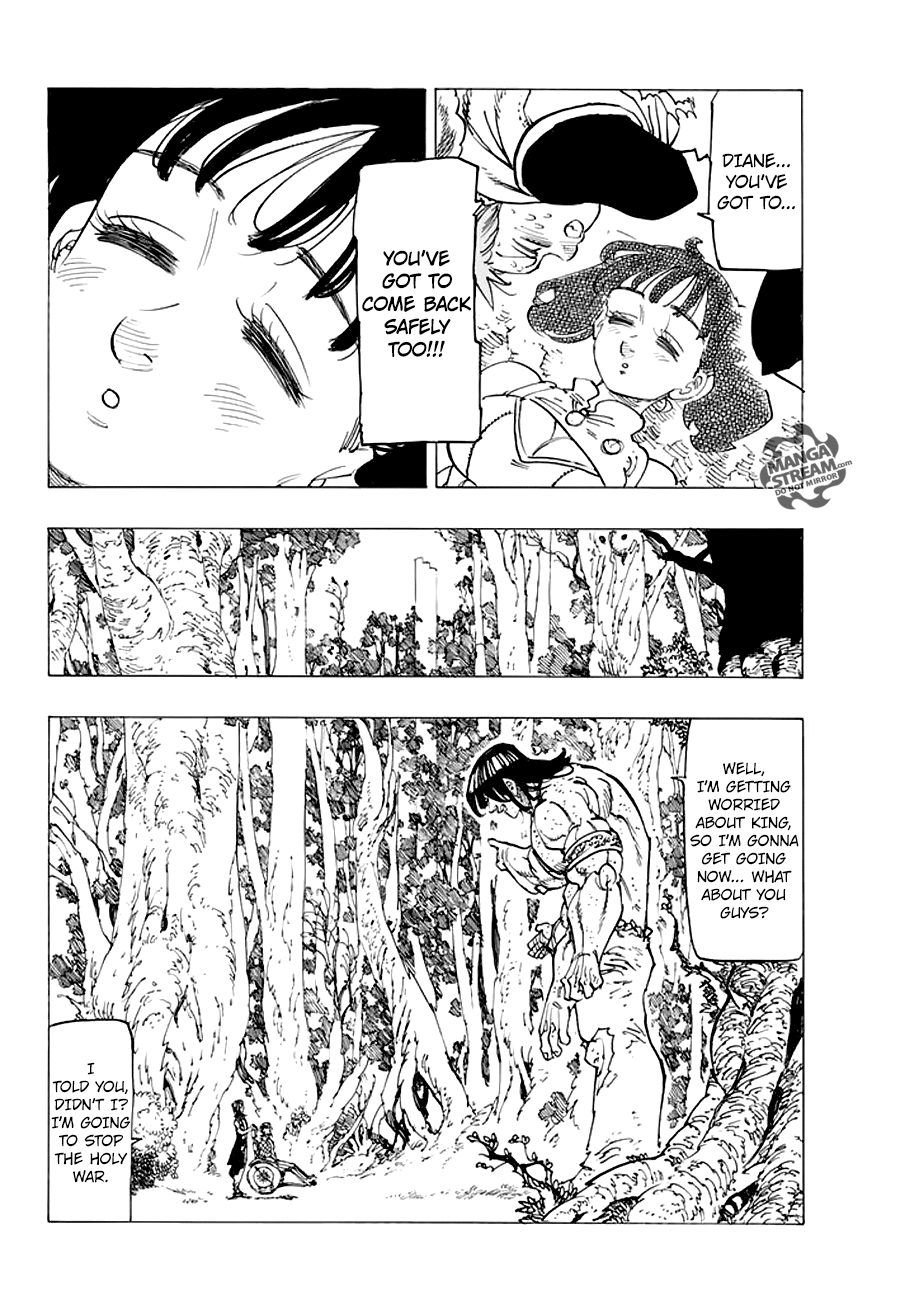 DIANE...
YOU'VE
GOT TO...
YOU'VE
GOT TO
COME BACK
SAFELY
TOO!!!
MANGA
STREAM.com
DO NOT MIRROR!
WELL,
I'M GETTING
WORRIED
ABOUT KING,
SO I'M GONNA
GET GOING
NOW... WHAT
ABOUT YOU
GUYS?
I
TOLD YOU,
DIDN'T I?
I'M GOING
TO STOP
THE HOLY
WAR.